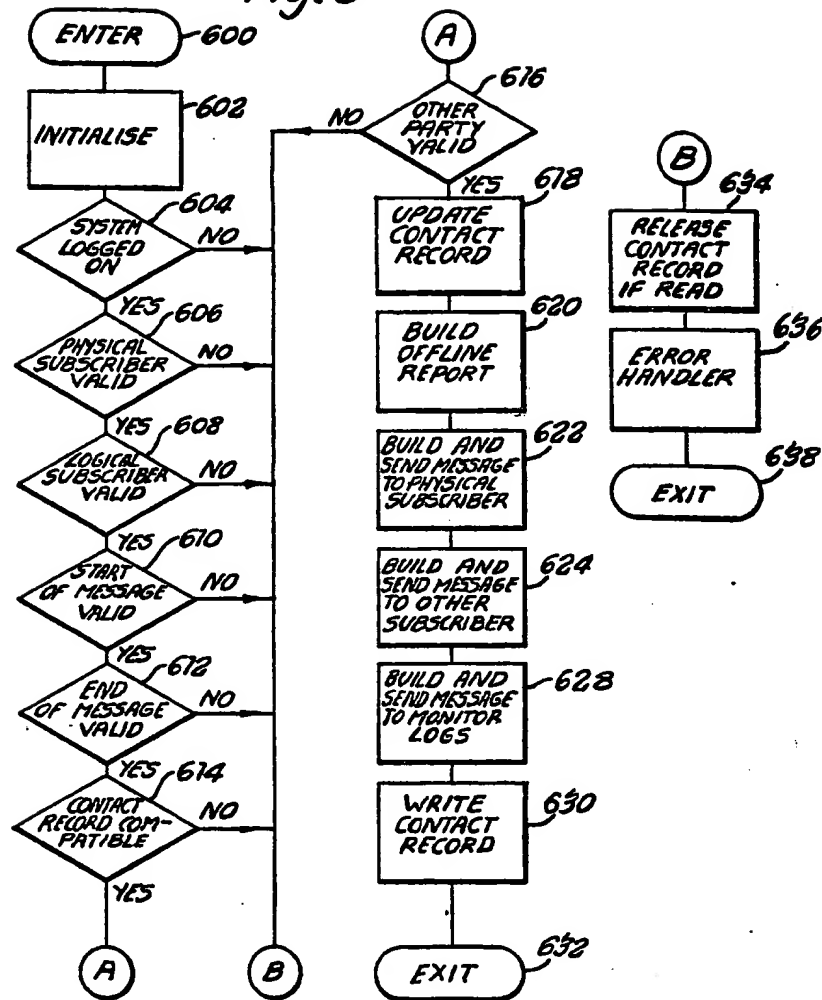 Fig.
ENTER
600
INITIALISE
602
SYSTEM
LOGGED
ON
604
NO
YES
PHYSICAL
SUBSCRIBER
VALID
606
NO
YES
LOGICAL
SUBSCRIBER
VALID
608
NO
YES
START
OF MESSAGE
VALID
610
NO
YES
END
OF MESSAGE
VALID
612
NO
YES
CONTACT
RECORD COM-
PATIBLE
614
NO
YES
A
B
A
OTHER
PARTY
VALID
616
NO
YES
UPDATE
CONTACT
RECORD
618
BUILD
OFFLINE
REPORT
620
BUILD AND
SEND MESSAGE
TO PHYSICAL
SUBSCRIBER
622
BUILD AND
SEND MESSAGE
TO OTHER
SUBSCRIBER
624
BUILD AND
SEND MESSAGE
TO MONITOR
LOGS
628
WRITE
CONTACT
RECORD
630
EXIT
632
B
RELEASE
CONTACT
RECORD
IF READ
634
ERROR
HANDLER
636
EXIT
638